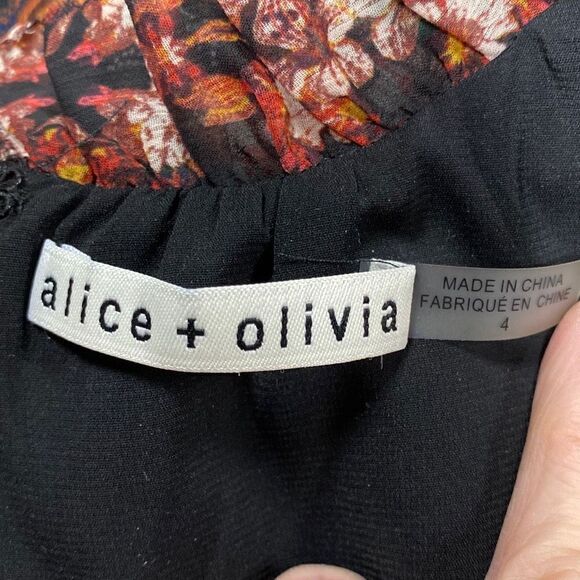 alice + olivia
MADE IN CHINA
FABRIQUÉ EN CHINE
4